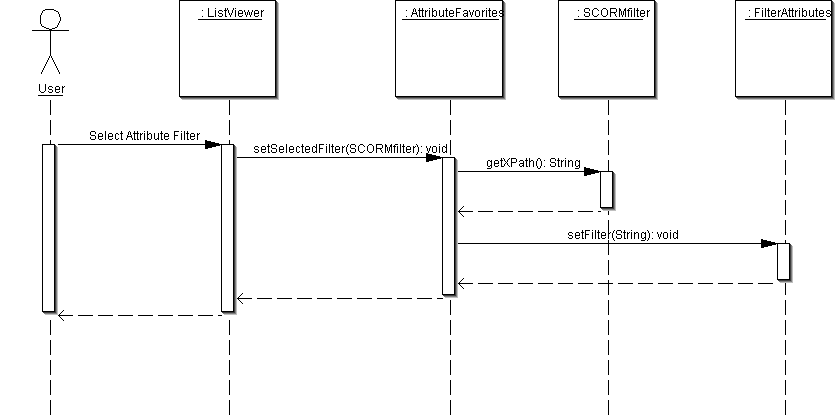 : ListViewer
: AttributeFavorites
: SCORMfilter
: FilterAttributes
User
Select Attribute Filter
setSelectedFilter(SCORMfilter): void
getXPath(): String
setFilter(String): void